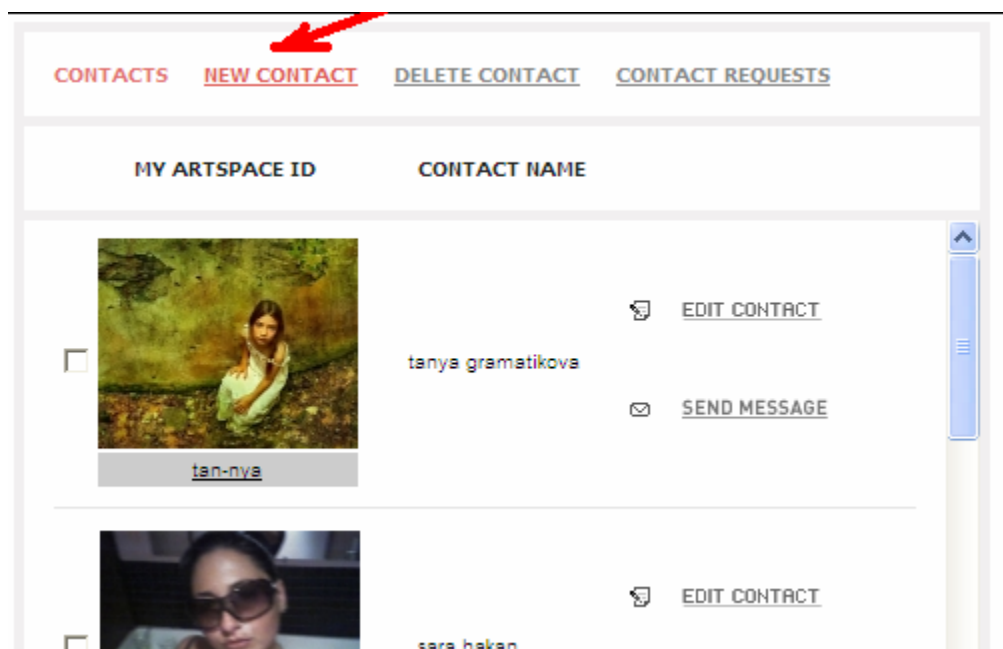 CONTACTS NEW CONTACT DELETE CONTACT CONTACT REQUESTS
MY ARTSPACE ID CONTACT NAME
EDIT CONTACT
tanya gramatikova
SEND MESSAGE
tan-nya
EDIT CONTACT
sara hakan